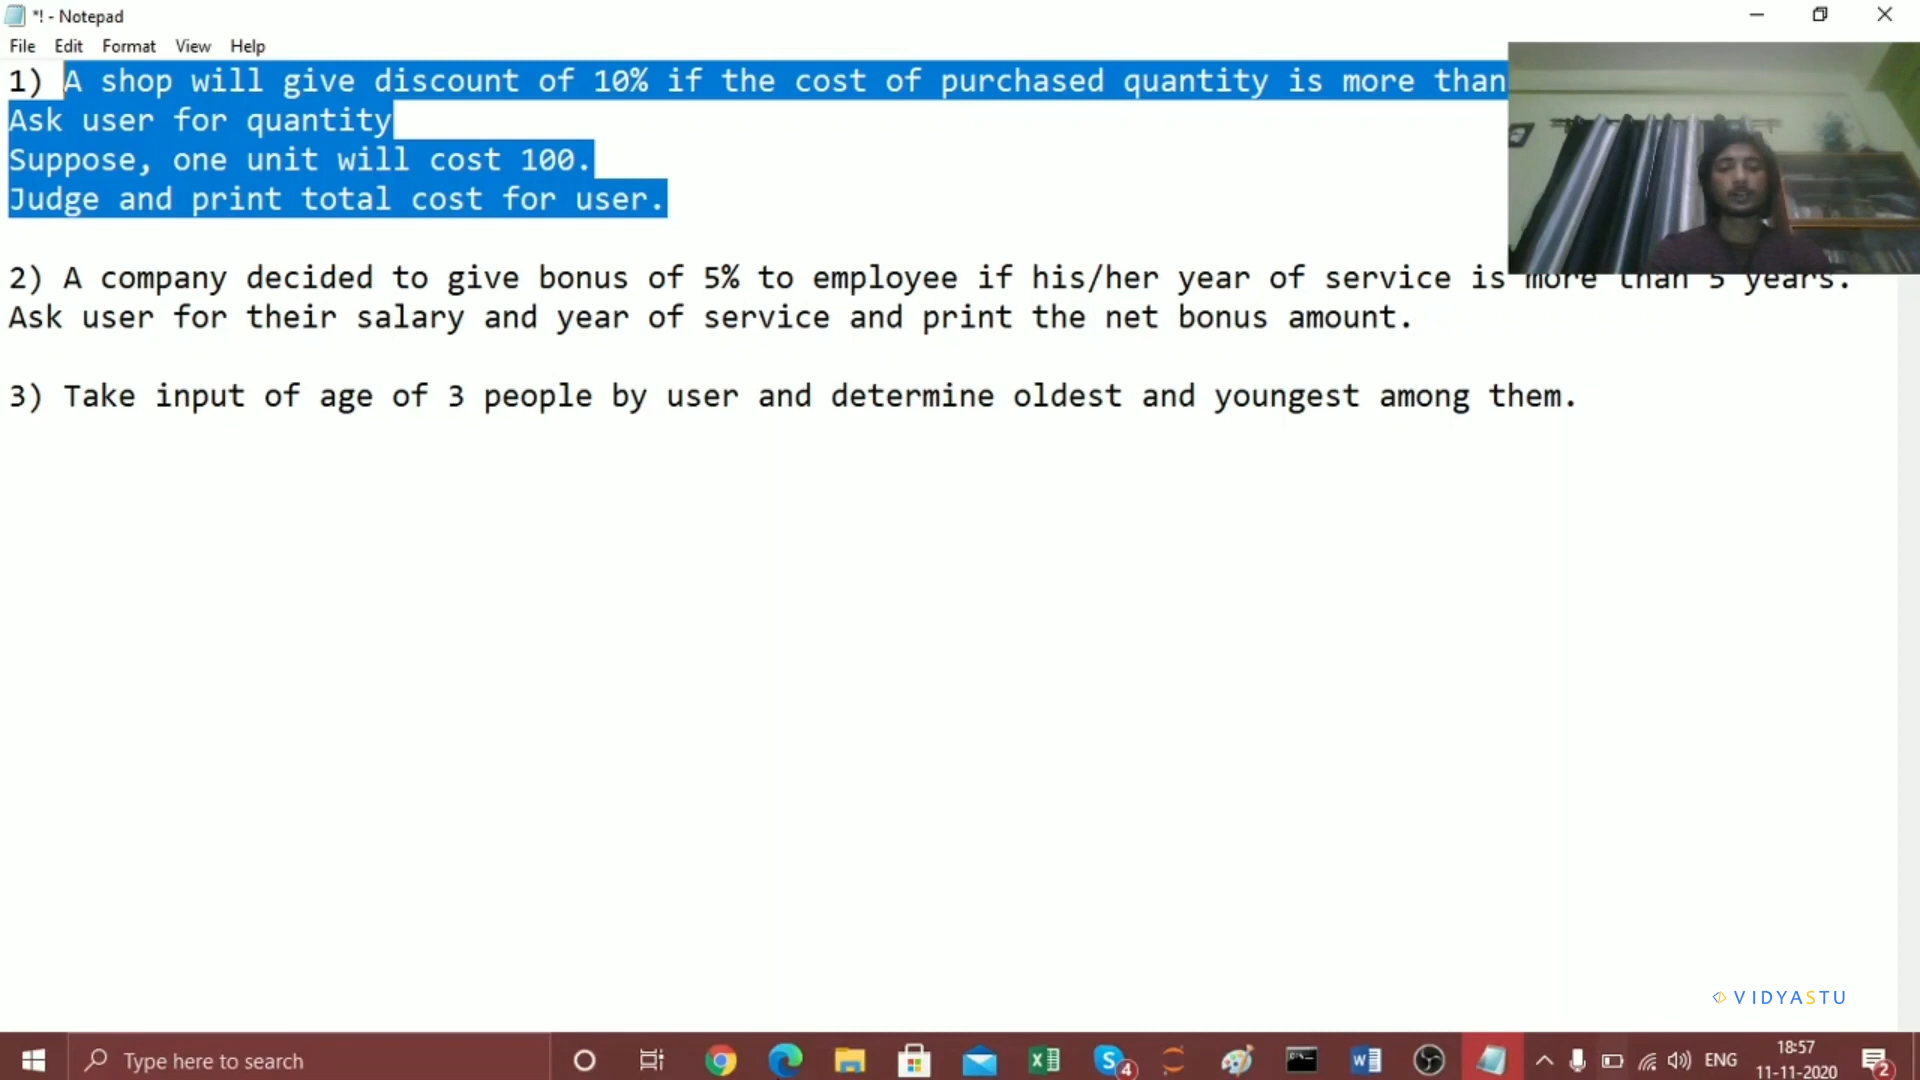 *! - Notepad
File Edit Format View Help
1) A shop will give discount of 10% if the cost of purchased quantity is more than
Ask user for quantity
Suppose, one unit will cost 100.
Judge and print total cost for user.
2) A company decided to give bonus of 5% to employee if his/her year of service is more than 5 years.
Ask user for their salary and year of service and print the net bonus amount.
3) Take input of age of 3 people by user and determine oldest and youngest among them.
VIDYASTU
Type here to search
4
ENG
18:57
11-11-2020
2